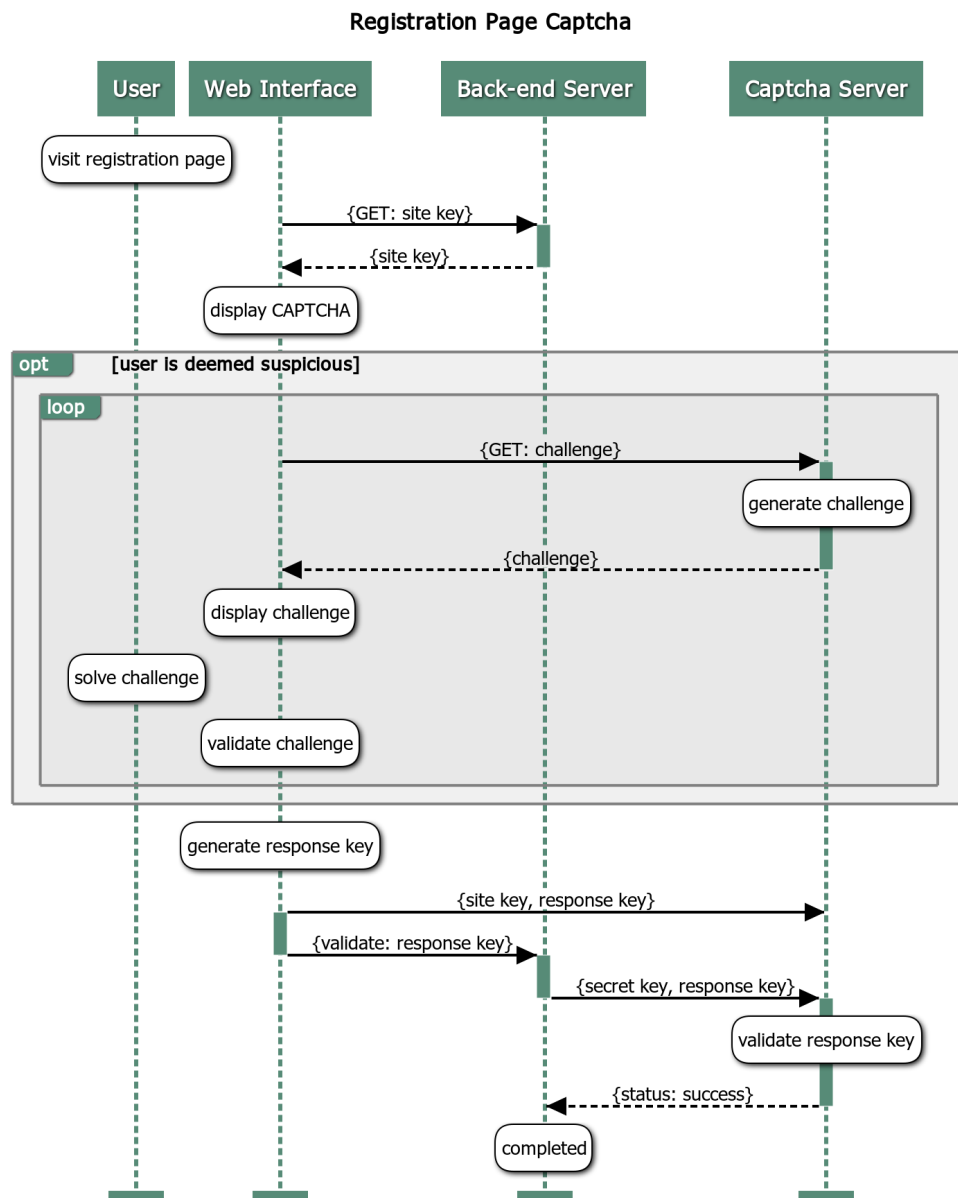 Registration Page Captcha
User
Web Interface
Back-end Server
Captcha Server
visit registration page
{GET: site key}
{site key}
display CAPTCHA
opt
[user is deemed suspicious]
loop
{GET: challenge}
generate challenge
{challenge}
display challenge
solve challenge
validate challenge
generate response key
{site key, response key}
{validate: response key}
{secret key, response key}
validate response key
{status: success}
completed